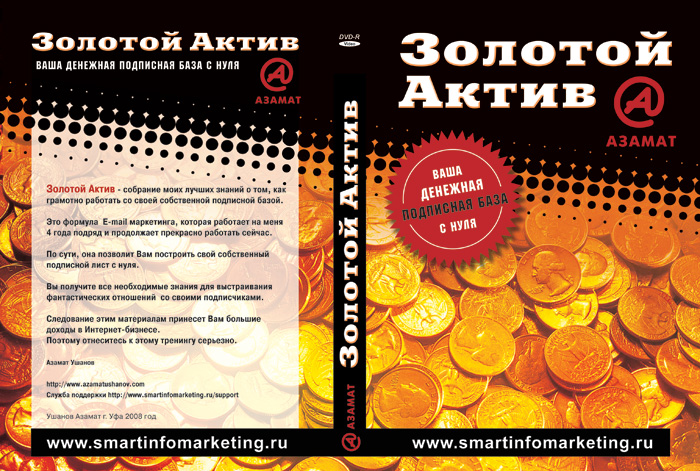 Золотой Актив
ВАША ДЕНЕЖНАЯ ПОДПИСНАЯ БАЗА С НУЛЯ
АЗАМАТ
Золотой Актив - собрание моих лучших знаний о том, как
грамотно работать со своей собственной подписной базой.
Это формула E-mail маркетинга, которая работает на меня
4 года подряд и продолжает прекрасно работать сейчас.
По сути, она позволит Вам построить свой собственный
подписной лист с нуля.
Вы получите все необходимые знания для выстраивания
фантастических отношений со своими подписчиками.
Следование этим материалам принесет Вам большие
доходы в Интернет-бизнесе.
Поэтому отнеситесь к этому тренингу серьезно.
Азамат Ушанов
http://www.azamatushanov.com
Служба поддержки http://www.smartinfomarketing.ru/support
Ушанов Азамат г. Уфа 2008 год
www.smartinfomarketing.ru
DVD-R
Video
Золотой Актив
АЗАМАТ
Золотой
Актив
АЗАМАТ
ВАША
ДЕНЕЖНАЯ
ПОДПИСНАЯ БАЗА
С НУЛЯ
www.smartinfomarketing.ru